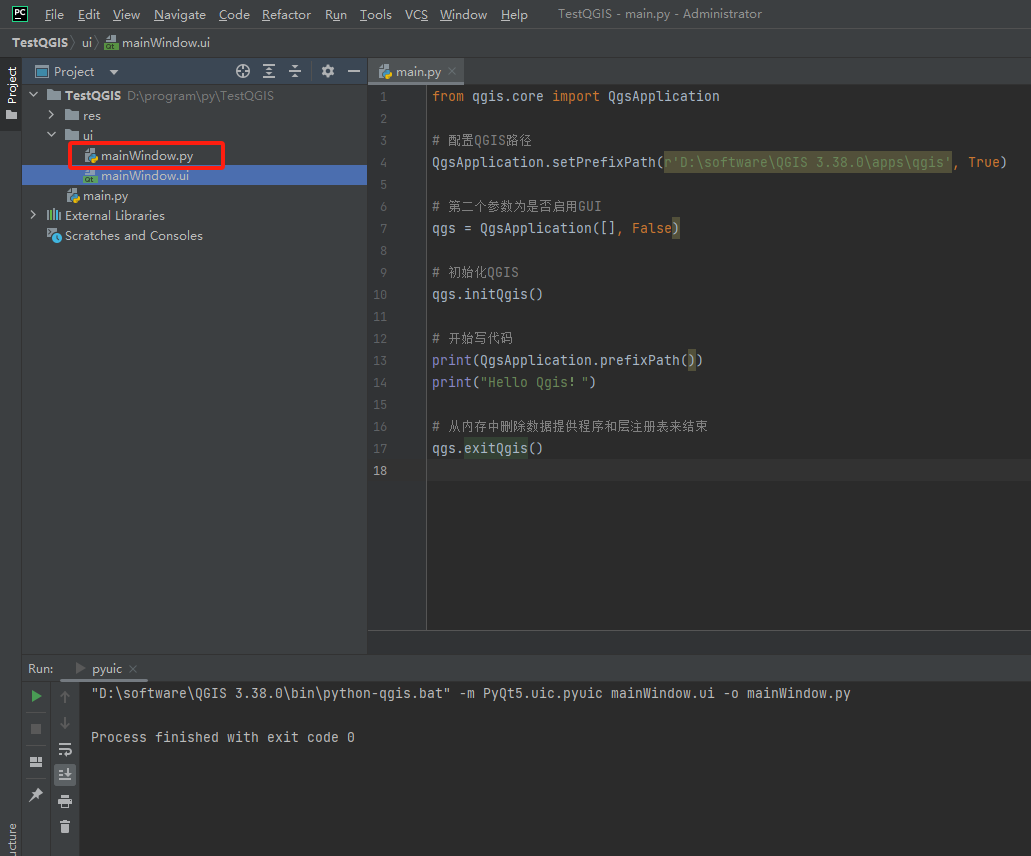 PC File Edit View Navigate Code Refactor Run Tools VCS Window Help TestQGIS - main.py - Administrator
TestQGIS ui Qt mainWindow.ui
Project
Project
TestQGIS D:\program\py\TestQGIS
res
ui
mainWindow.py
Qt mainWindow.ui
main.py
External Libraries
Scratches and Consoles
main.py
1 from qgis.core import QgsApplication
2
3 # 配置QGIS路径
4 QgsApplication.setPrefixPath(r'D:\software\QGIS 3.38.0\apps\qgis', True)
5
6 # 第二个参数为是否启用GUI
7 qgs = QgsApplication([], False)
8
9 # 初始化QGIS
10 qgs.initQgis()
11
12 # 开始写代码
13 print(QgsApplication.prefixPath())
14 print("Hello Qgis! ")
15
16 # 从内存中删除数据提供程序和层注册表来结束
17 qgs.exitQgis()
18
Run: pyuic
"D:\software\QGIS 3.38.0\bin\python-qgis.bat" -m PyQt5.uic.pyuic mainWindow.ui -o mainWindow.py
Process finished with exit code 0
ucture